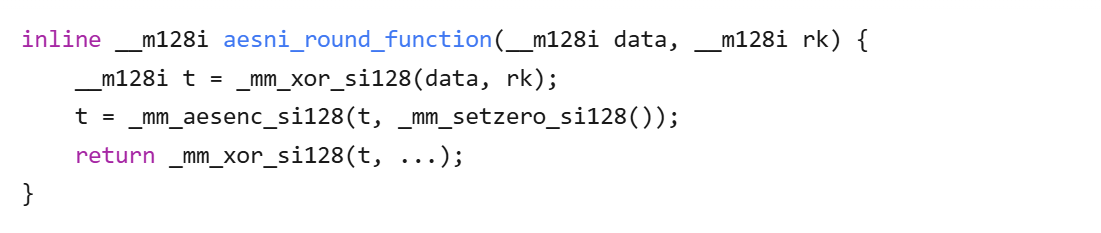 inline __m128i aesni_round_function(__m128i data, __m128i rk) {
    __m128i t = _mm_xor_si128(data, rk);
    t = _mm_aesenc_si128(t, _mm_setzero_si128());
    return _mm_xor_si128(t, ...);
}